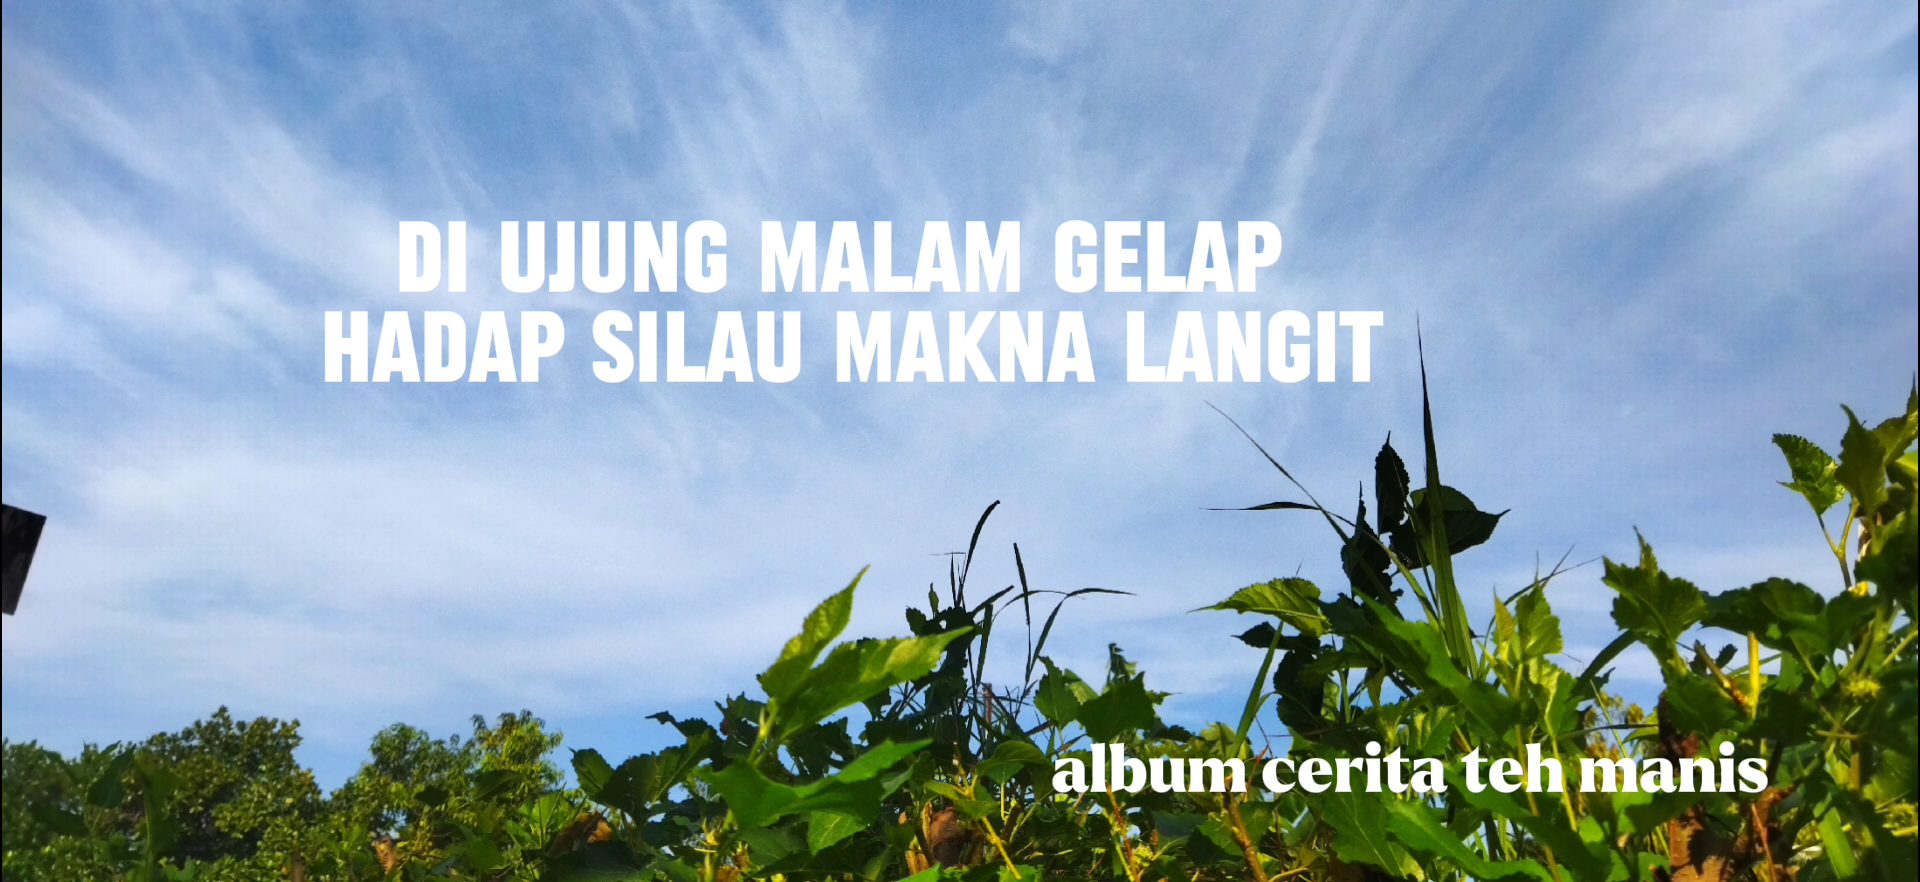 DI UJUNG MALAM GELAP
HADAP SILAU MAKNA LANGIT
album cerita teh manis